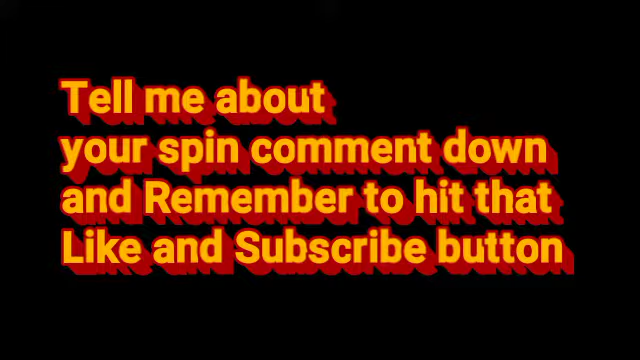 Tell me about
your spin comment down
and Remember to hit that
Like and Subscribe button